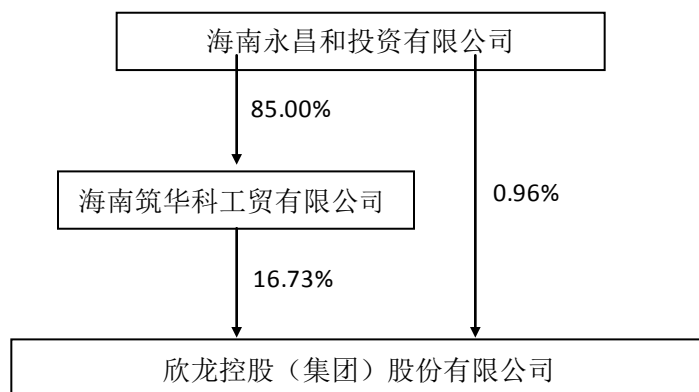 海南永昌和投资有限公司
85.00%
海南筑华科工贸有限公司
0.96%
16.73%
欣龙控股（集团）股份有限公司